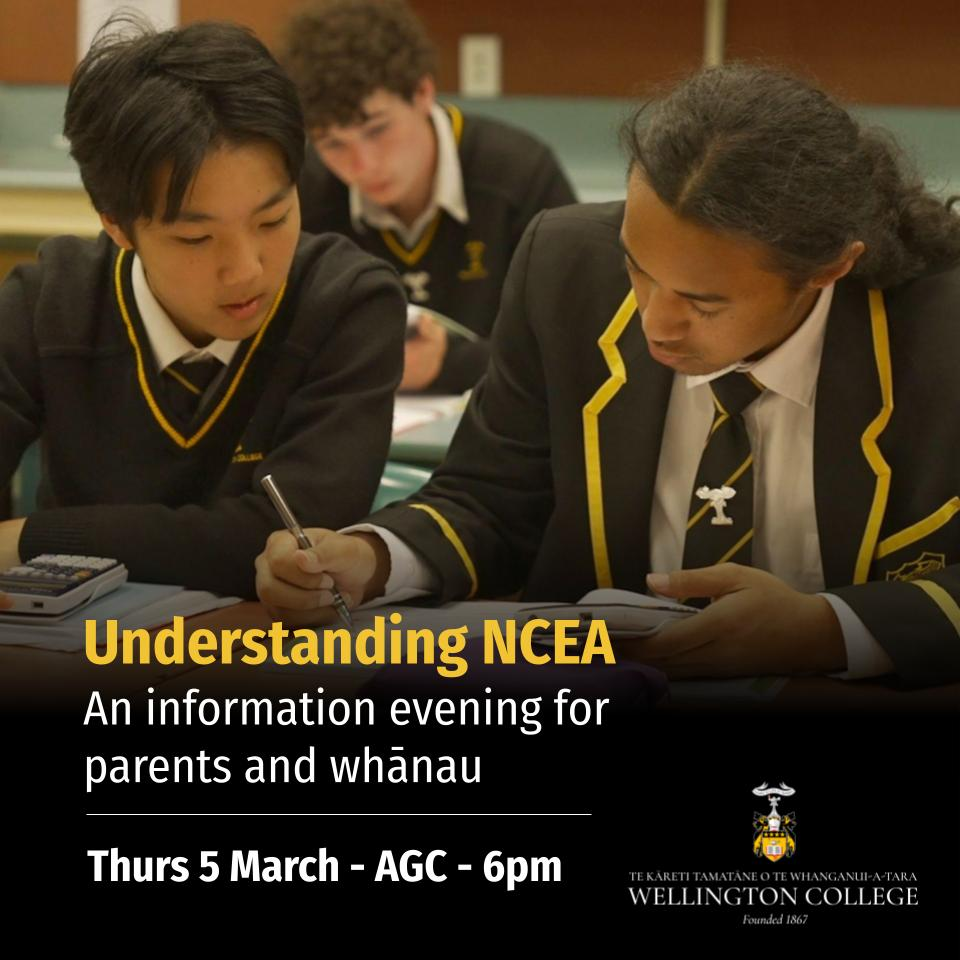 Understanding NCEA
An information evening for
parents and whānau
Thurs 5 March - AGC - 6pm
TE KĀRETI TAMATĀNE O TE WHANGANUI-A-TARA
WELLINGTON COLLEGE
Founded 1867